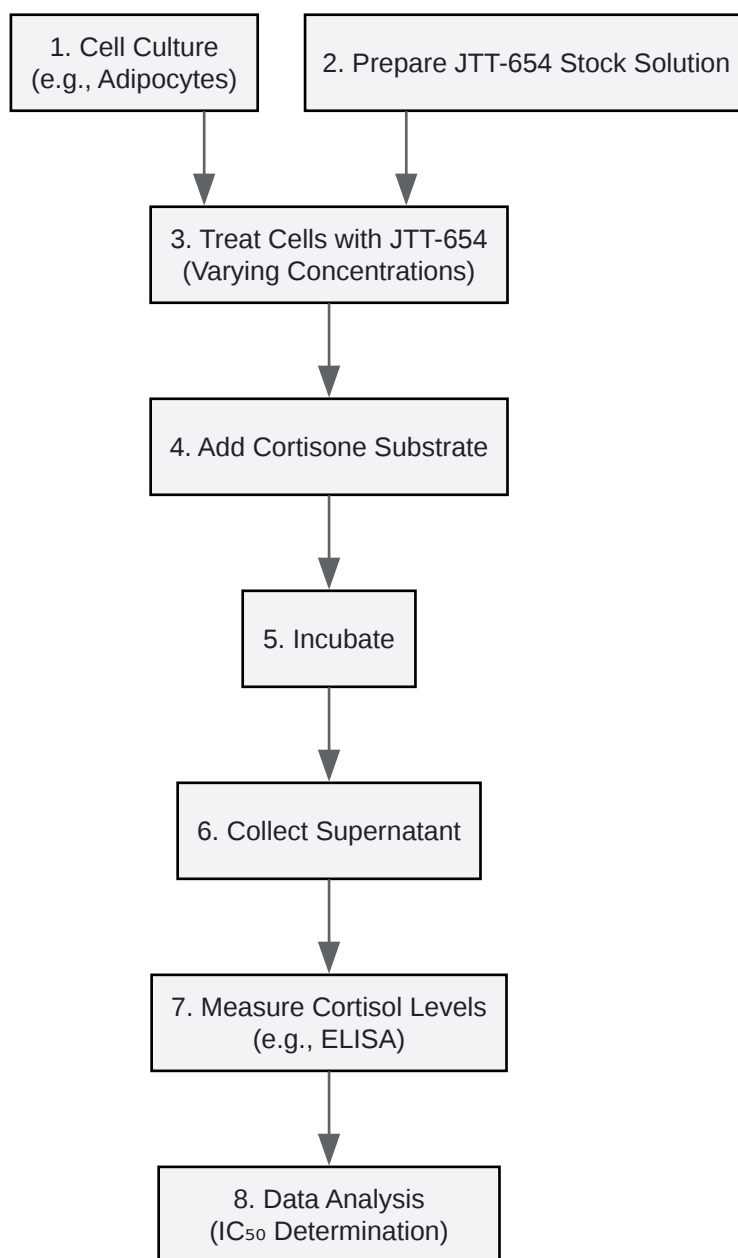 1. Cell Culture
(e.g., Adipocytes)
2. Prepare JTT-654 Stock Solution
3. Treat Cells with JTT-654
(Varying Concentrations)
4. Add Cortisone Substrate
5. Incubate
6. Collect Supernatant
7. Measure Cortisol Levels
(e.g., ELISA)
8. Data Analysis
(IC₅₀ Determination)